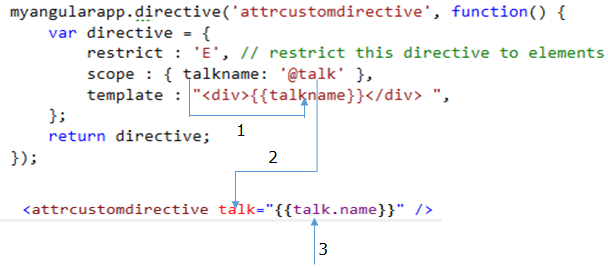 myangularapp.directive('attrcustomdirective', function() {
var directive = {
restrict : 'E', // restrict this directive to elements
scope : { talkname: '@talk' },
template : "<div>{{talkname}}</div> ",
};
1
return directive;
2
});
<attrcustomdirective talk="{{talk.name}}" />
3